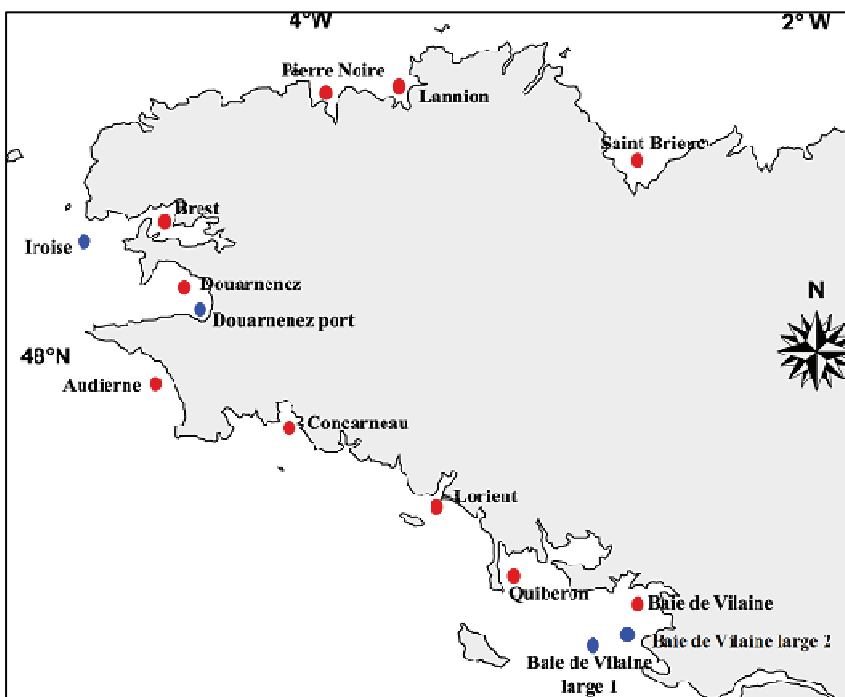 4°W
2° W
Pierre Noire
Lannion
Saint Brieuc
Brest
Iroise
Douarnenez
Douarnenez port
N
48°N
Audierne
Concarneau
Lorient
Quiberon
Baie de Vilaine
Baie de Vilaine large 2
Baie de Vilaine
large 1